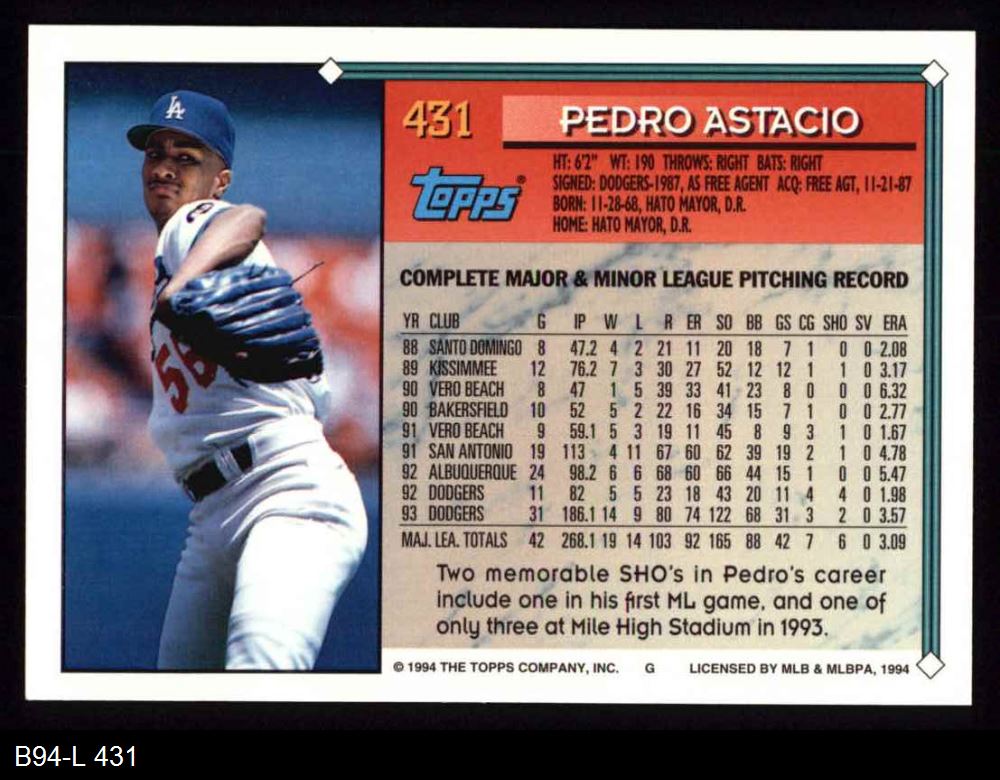 LA
56
431
PEDRO ASTACIO
TOPPS®
HT: 6'2" WT: 190 THROWS: RIGHT BATS: RIGHT
SIGNED: DODGERS-1987, AS FREE AGENT ACQ: FREE AGT, 11-21-87
BORN: 11-28-68, HATO MAYOR, D.R.
HOME: HATO MAYOR, D.R.
COMPLETE MAJOR & MINOR LEAGUE PITCHING RECORD
YR CLUB G IP W L R ER SO BB GS CG SHO SV ERA
88 SANTO DOMINGO 8 47.2 4 2 21 11 20 18 7 1 0 0 2.08
89 KISSIMMEE 12 76.2 7 3 30 27 52 12 12 1 1 0 3.17
90 VERO BEACH 8 47 1 5 39 33 41 23 8 0 0 0 6.32
90 BAKERSFIELD 10 52 5 2 22 16 34 15 7 1 0 0 2.77
91 VERO BEACH 9 59.1 5 3 19 11 45 8 9 3 1 0 1.67
91 SAN ANTONIO 19 113 4 11 67 60 62 39 19 2 1 0 4.78
92 ALBUQUERQUE 24 98.2 6 6 68 60 66 44 15 1 0 0 5.47
92 DODGERS 11 82 5 5 23 18 43 20 11 4 4 0 1.98
93 DODGERS 31 186.1 14 9 80 74 122 68 31 3 2 0 3.57
MAJ. LEA. TOTALS 42 268.1 19 14 103 92 165 88 42 7 6 0 3.09
Two memorable SHO's in Pedro's career
include one in his first ML game, and one of
only three at Mile High Stadium in 1993.
© 1994 THE TOPPS COMPANY, INC. G LICENSED BY MLB & MLBPA, 1994
B94-L 431